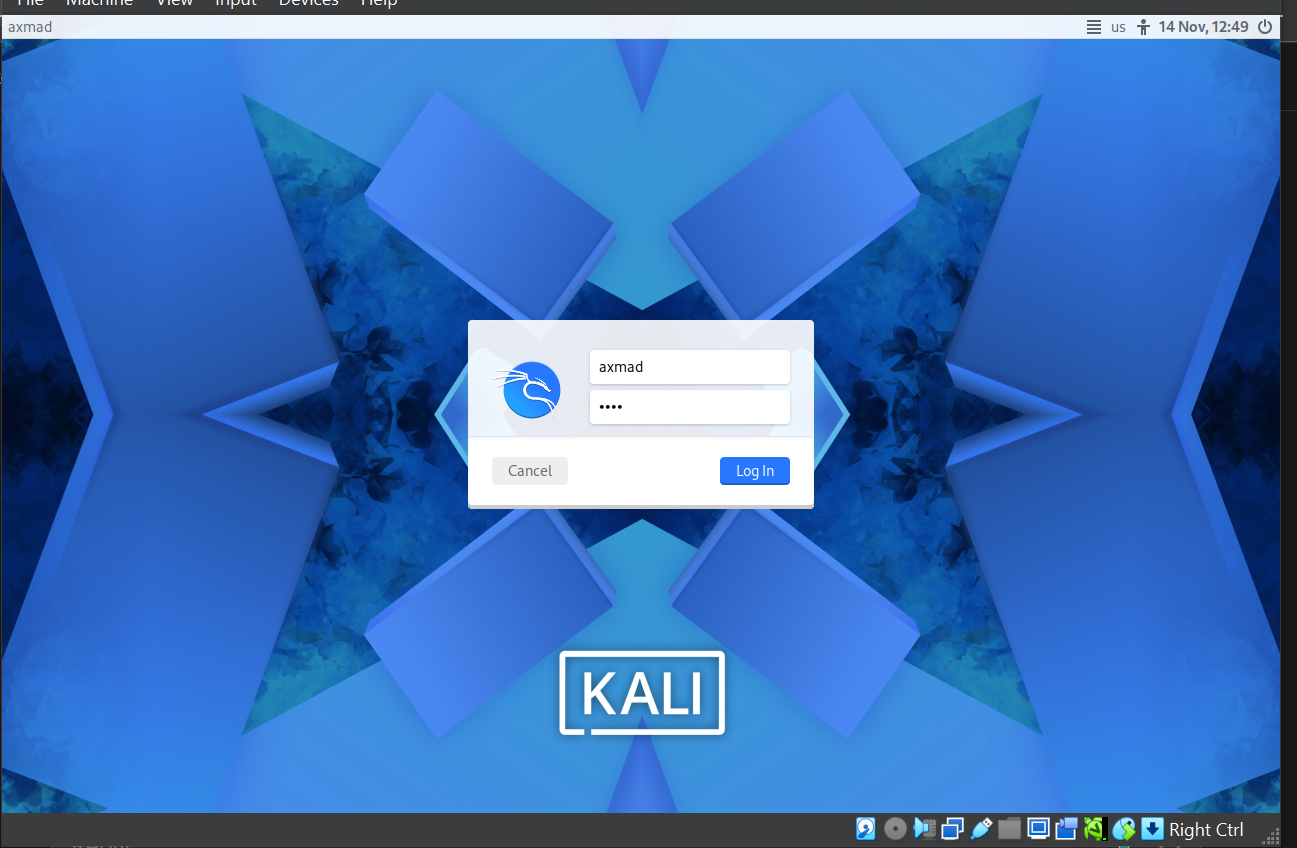 File Machine View Input Devices Help
axmad us 14 Nov, 12:49
axmad
••••
Cancel Log In
KALI
Right Ctrl